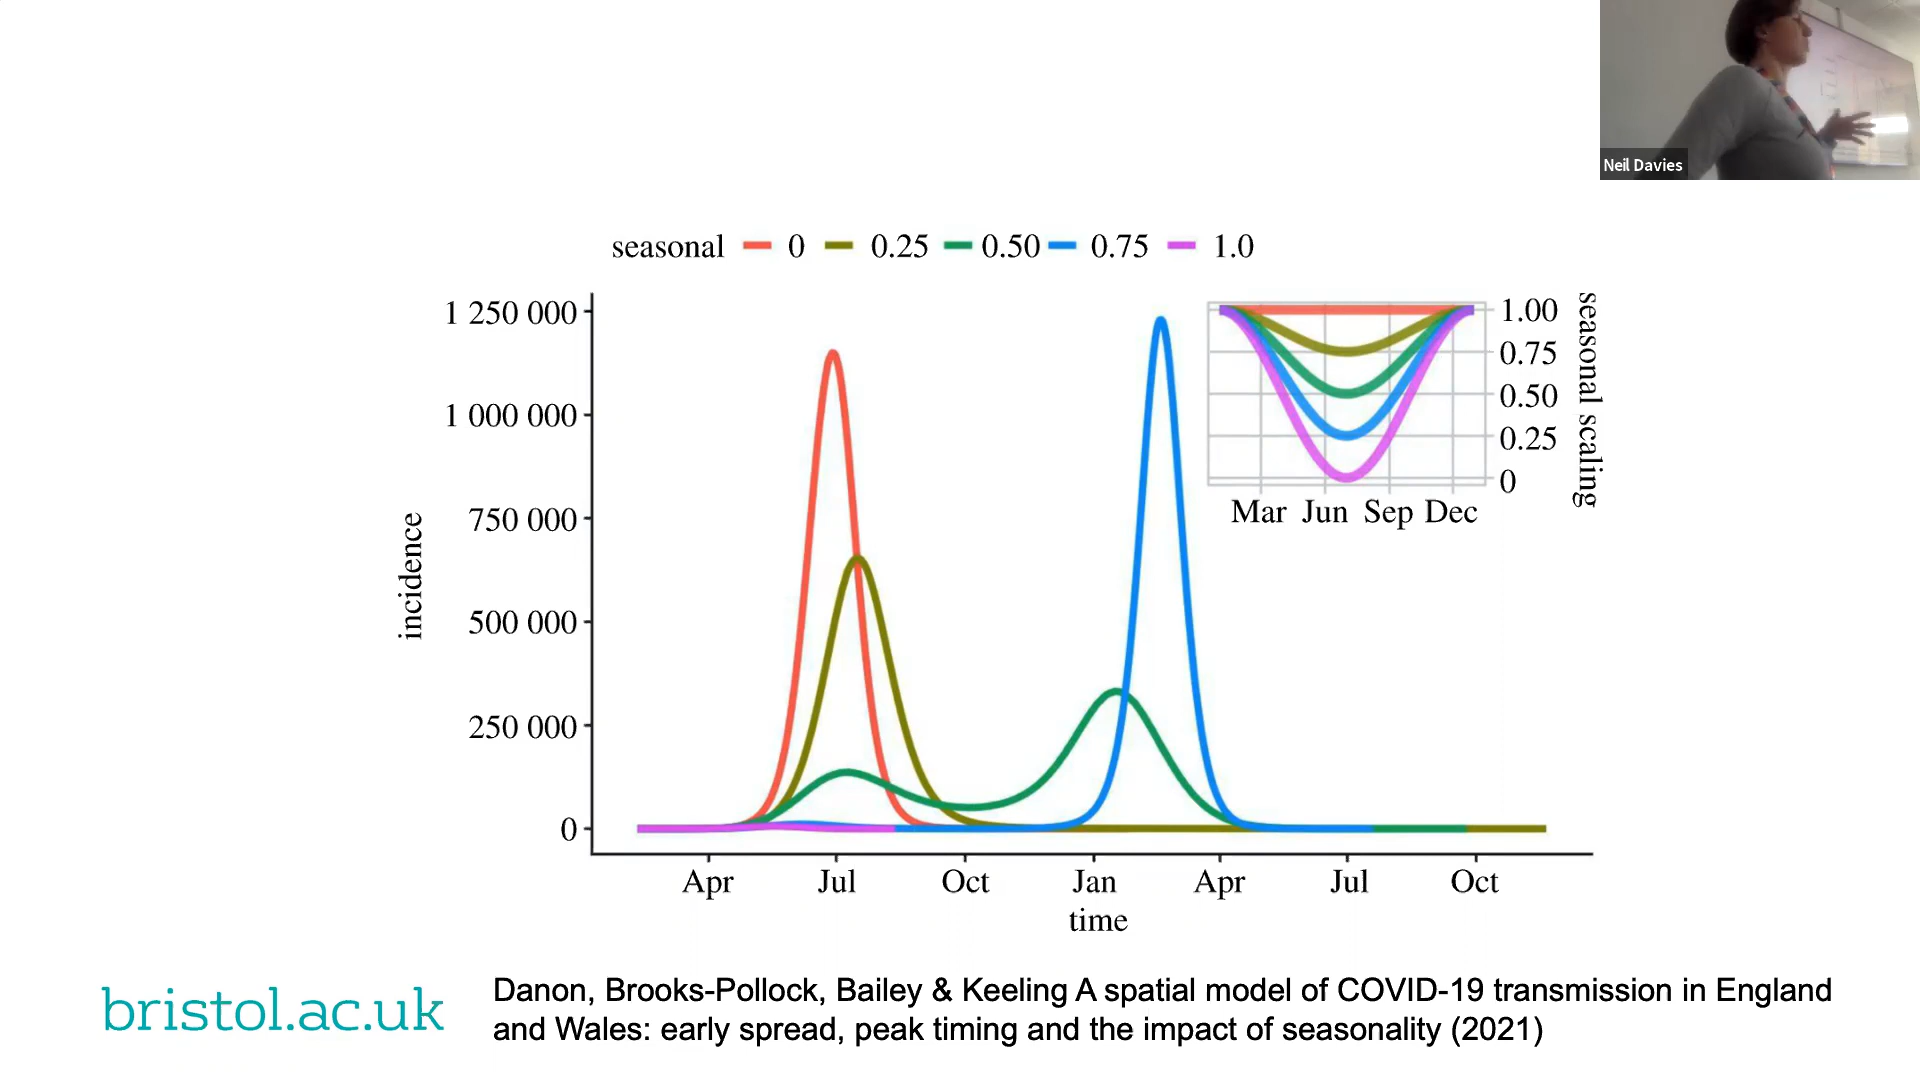 Neil Davies
seasonal 0 0.25 0.50 0.75 1.0
1 250 000
1 000 000
750 000
500 000
250 000
0
incidence
Apr Jul Oct Jan Apr Jul Oct
time
1.00
0.75
0.50
0.25
0
seasonal scaling
Mar Jun Sep Dec
bristol.ac.uk
Danon, Brooks-Pollock, Bailey & Keeling A spatial model of COVID-19 transmission in England
and Wales: early spread, peak timing and the impact of seasonality (2021)